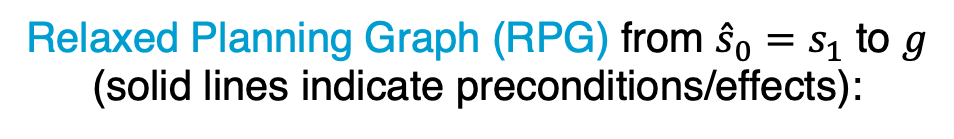 Relaxed Planning Graph (RPG) from ŝ₀ = s₁ to g
(solid lines indicate preconditions/effects):